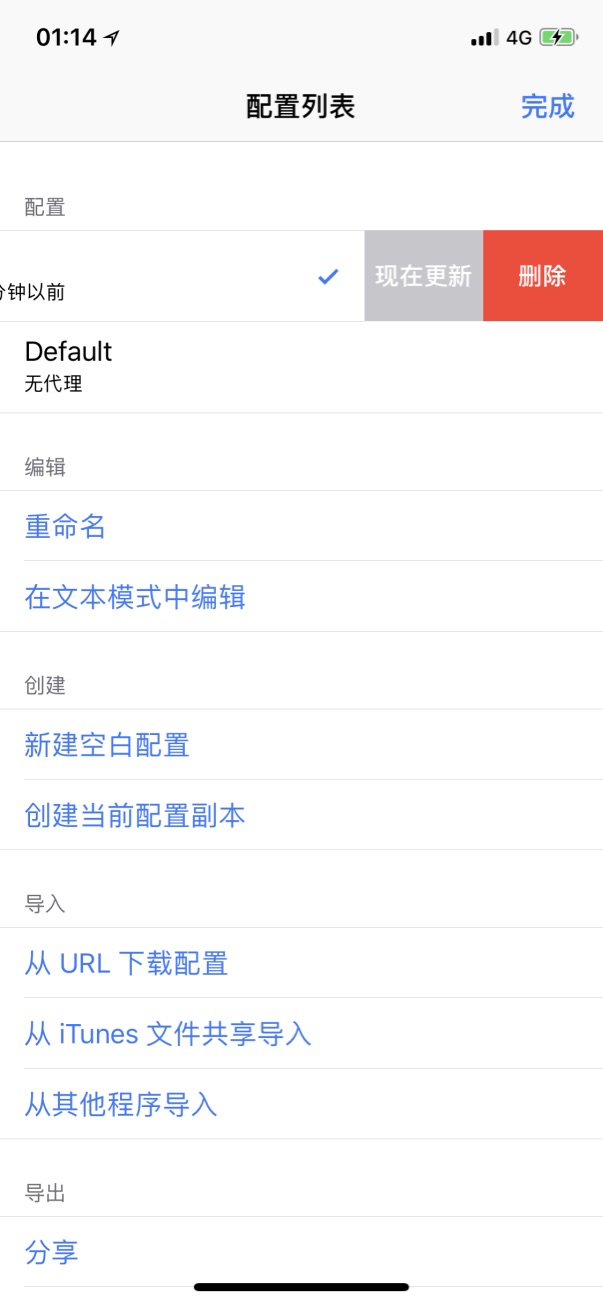 01:14
4G
配置列表
完成
配置
钟以前
现在更新
删除
Default
无代理
编辑
重命名
在文本模式中编辑
创建
新建空白配置
创建当前配置副本
导入
从 URL 下载配置
从 iTunes 文件共享导入
从其他程序导入
导出
分享